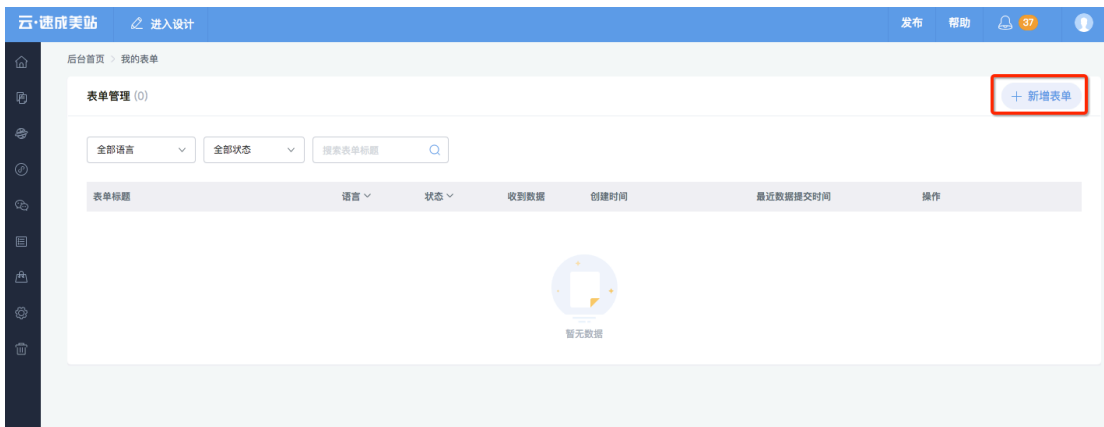 云·速成美站 进入设计 发布 帮助 37
后台首页 > 我的表单
表单管理 (0) + 新增表单
全部语言 全部状态 搜索表单标题
表单标题 语言 状态 收到数据 创建时间 最近数据提交时间 操作
暂无数据